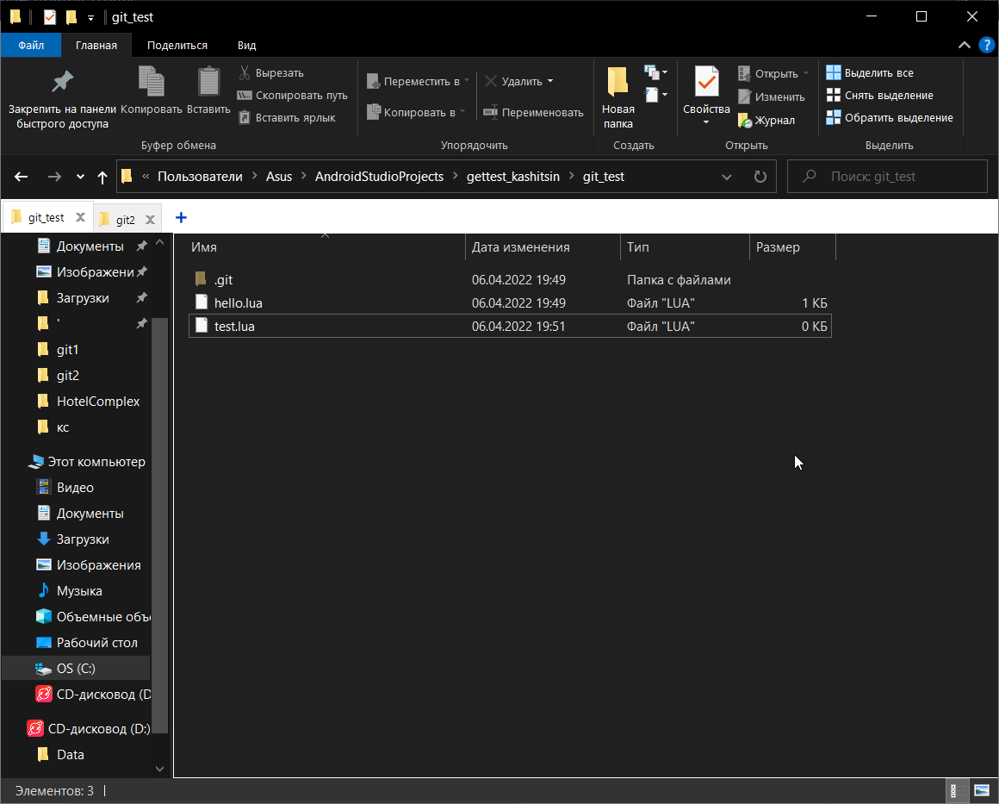 git_test
Файл Главная Поделиться Вид
Закрепить на панели быстрого доступа
Копировать
Вставить
Вырезать
Скопировать путь
Вставить ярлык
Буфер обмена
Переместить в
Копировать в
Удалить
Переименовать
Упорядочить
Новая папка
Создать
Свойства
Открыть
Изменить
Журнал
Открыть
Выделить все
Снять выделение
Обратить выделение
Выделить
« Пользователи > Asus > AndroidStudioProjects > gettest_kashitsin > git_test
Поиск: git_test
git_test git2
Документы
Изображени
Загрузки
'
git1
git2
HotelComplex
кс
Этот компьютер
Видео
Документы
Загрузки
Изображения
Музыка
Объемные объ
Рабочий стол
OS (C:)
CD-дисковод (D
CD-дисковод (D:)
Data
Имя Дата изменения Тип Размер
.git 06.04.2022 19:49 Папка с файлами
hello.lua 06.04.2022 19:49 Файл "LUA" 1 КБ
test.lua 06.04.2022 19:51 Файл "LUA" 0 КБ
Элементов: 3